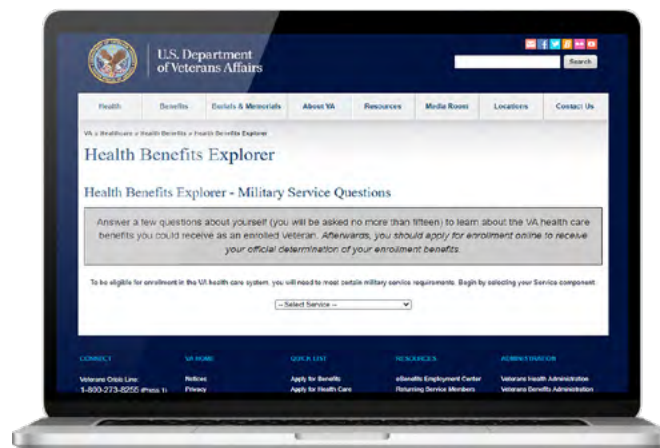 U.S. Department
of Veterans Affairs
Search
Health Benefits Burials & Memorials About VA Resources Media Room Locations Contact Us
VA » Healthcare » Health Benefits » Health Benefits Explorer
Health Benefits Explorer
Health Benefits Explorer - Military Service Questions
Answer a few questions about yourself (you will be asked no more than fifteen) to learn about the VA health care
benefits you could receive as an enrolled Veteran. Afterwards, you should apply for enrollment online to receive
your official determination of your enrollment benefits.
To be eligible for enrollment in the VA health care system, you will need to meet certain military service requirements. Begin by selecting your Service component.
-- Select Service --
CONNECT VA HOME QUICK LIST RESOURCES ADMINISTRATION
Veterans Crisis Line: Notices Apply for Benefits eBenefits Employment Center Veterans Health Administration
1-800-273-8255 (Press 1) Privacy Apply for Health Care Returning Service Members Veterans Benefits Administration